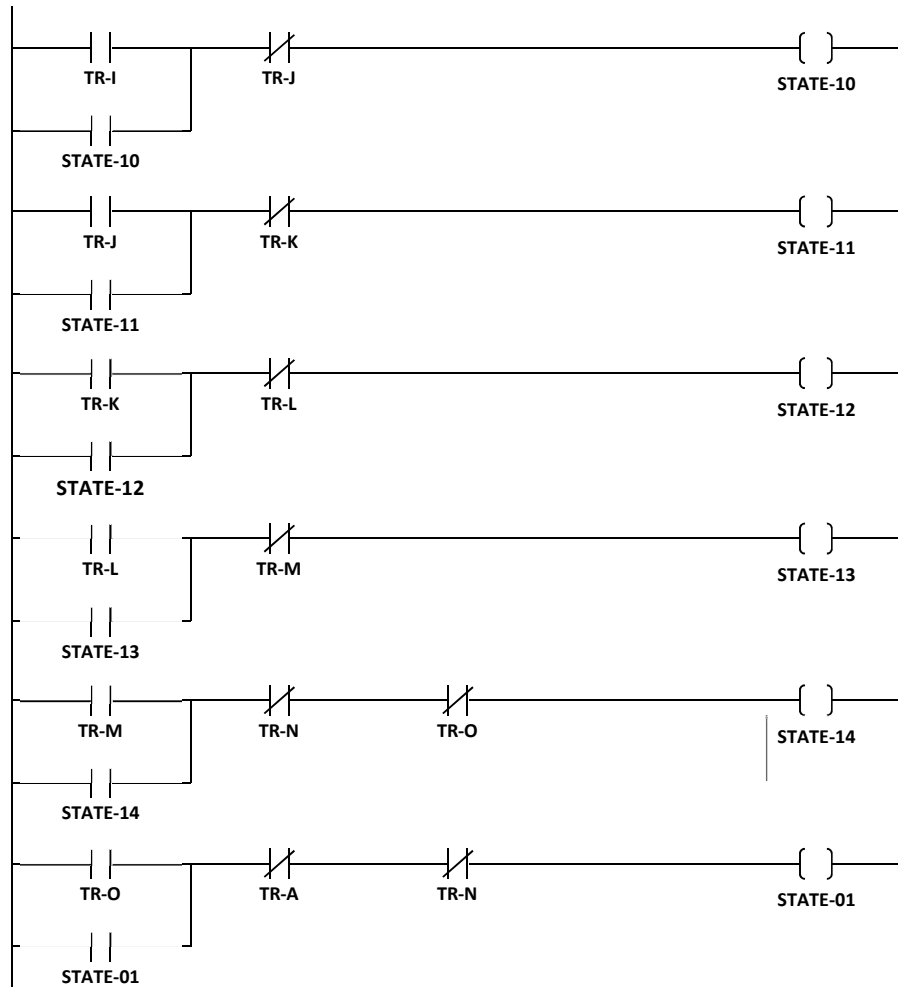 TR-I
TR-J
STATE-10
STATE-10
TR-J
TR-K
STATE-11
STATE-11
TR-K
TR-L
STATE-12
STATE-12
TR-L
TR-M
STATE-13
STATE-13
TR-M
TR-N
TR-O
STATE-14
STATE-14
TR-O
TR-A
TR-N
STATE-01
STATE-01